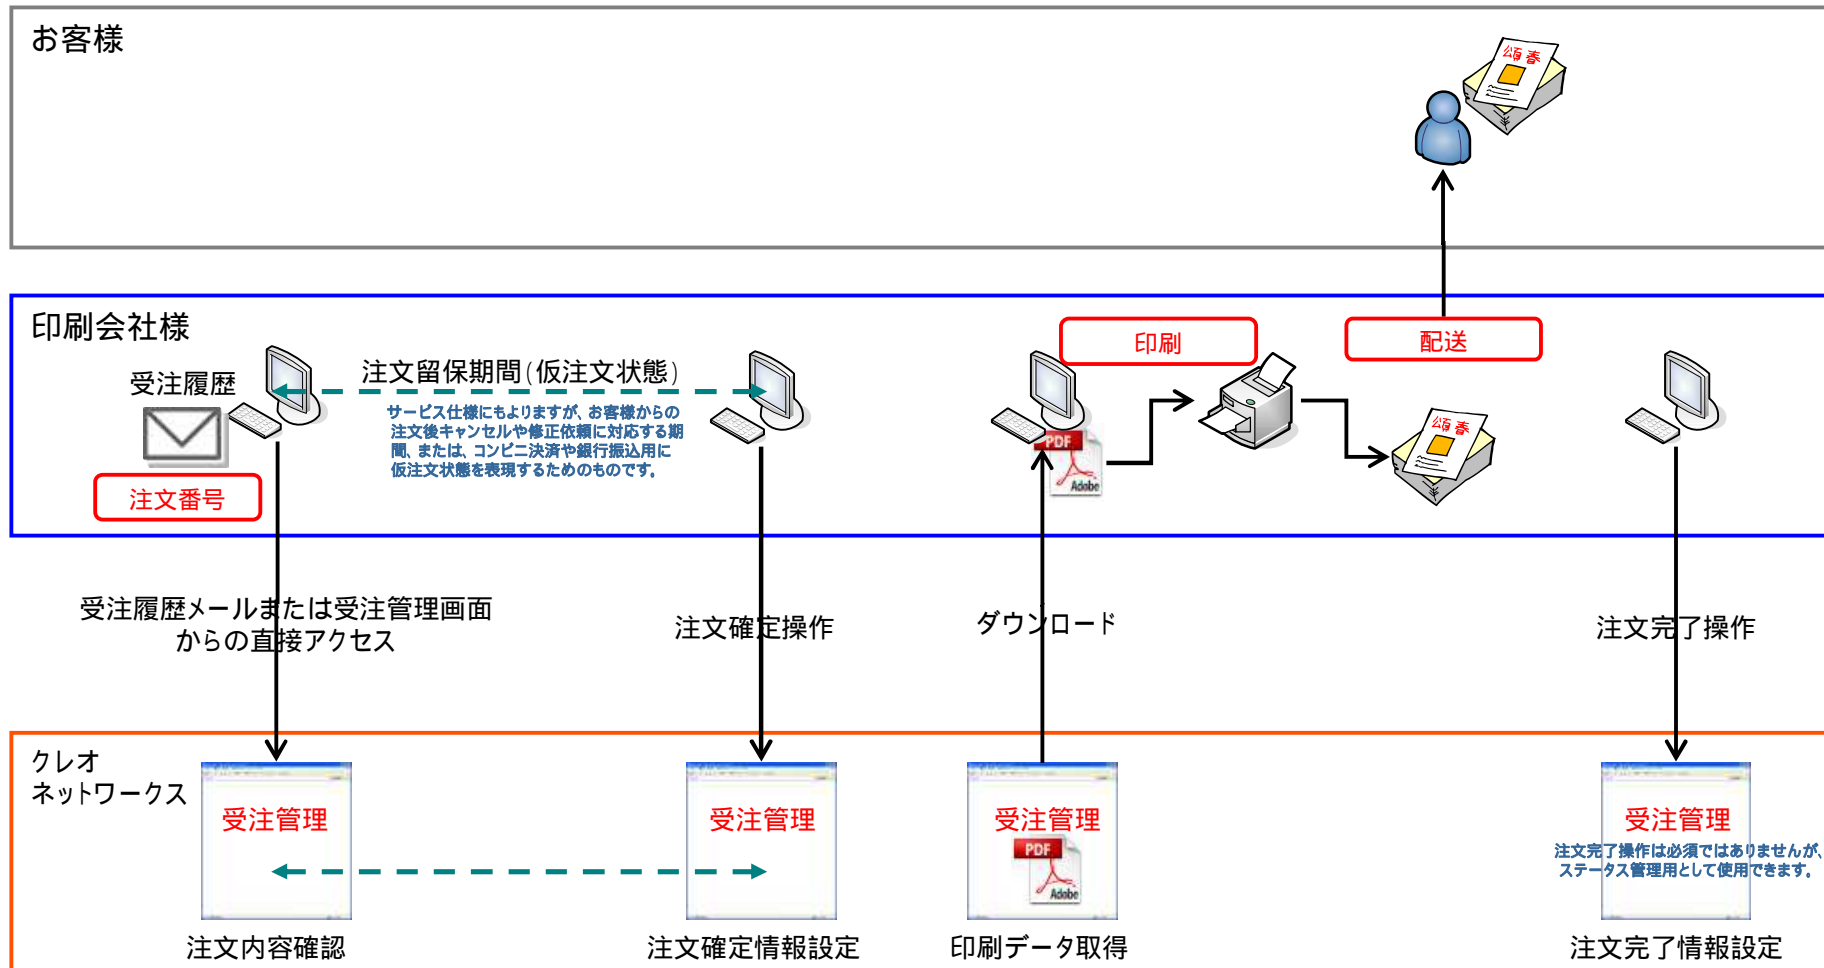 お客様
頌春
印刷会社様
受注履歴
注文留保期間(仮注文状態)
サービス仕様にもよりますが、お客様からの
注文後キャンセルや修正依頼に対応する期
間、または、コンビニ決済や銀行振込用に
仮注文状態を表現するためのものです。
注文番号
印刷
配送
PDF
Adobe
頌春
受注履歴メールまたは受注管理画面
からの直接アクセス
注文確定操作
ダウンロード
注文完了操作
クレオ
ネットワークス
受注管理
受注管理
受注管理
PDF
Adobe
受注管理
注文完了操作は必須ではありませんが、
ステータス管理用として使用できます。
注文内容確認
注文確定情報設定
印刷データ取得
注文完了情報設定